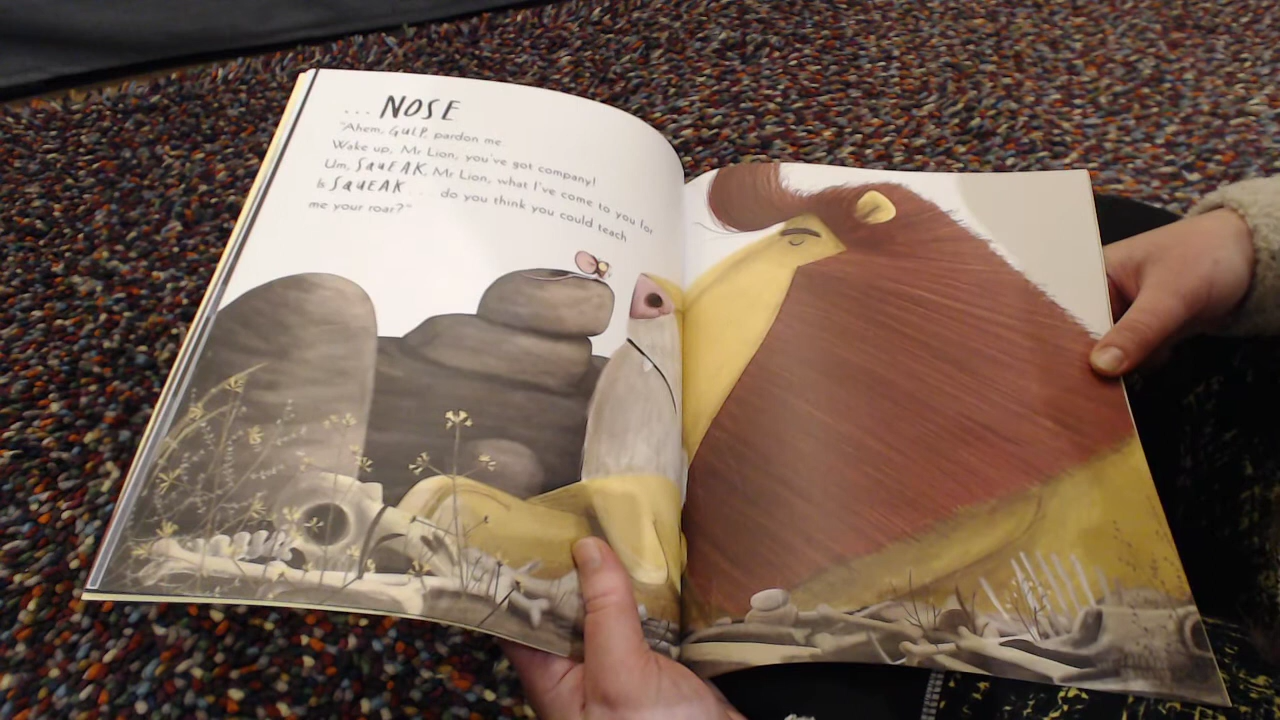 ... NOSE
"Ahem, GULP, pardon me.
Wake up, Mr Lion, you've got company!
Um, SQUEAK, Mr Lion, what I've come to you for
Is SQUEAK ... do you think you could teach
me your roar?"